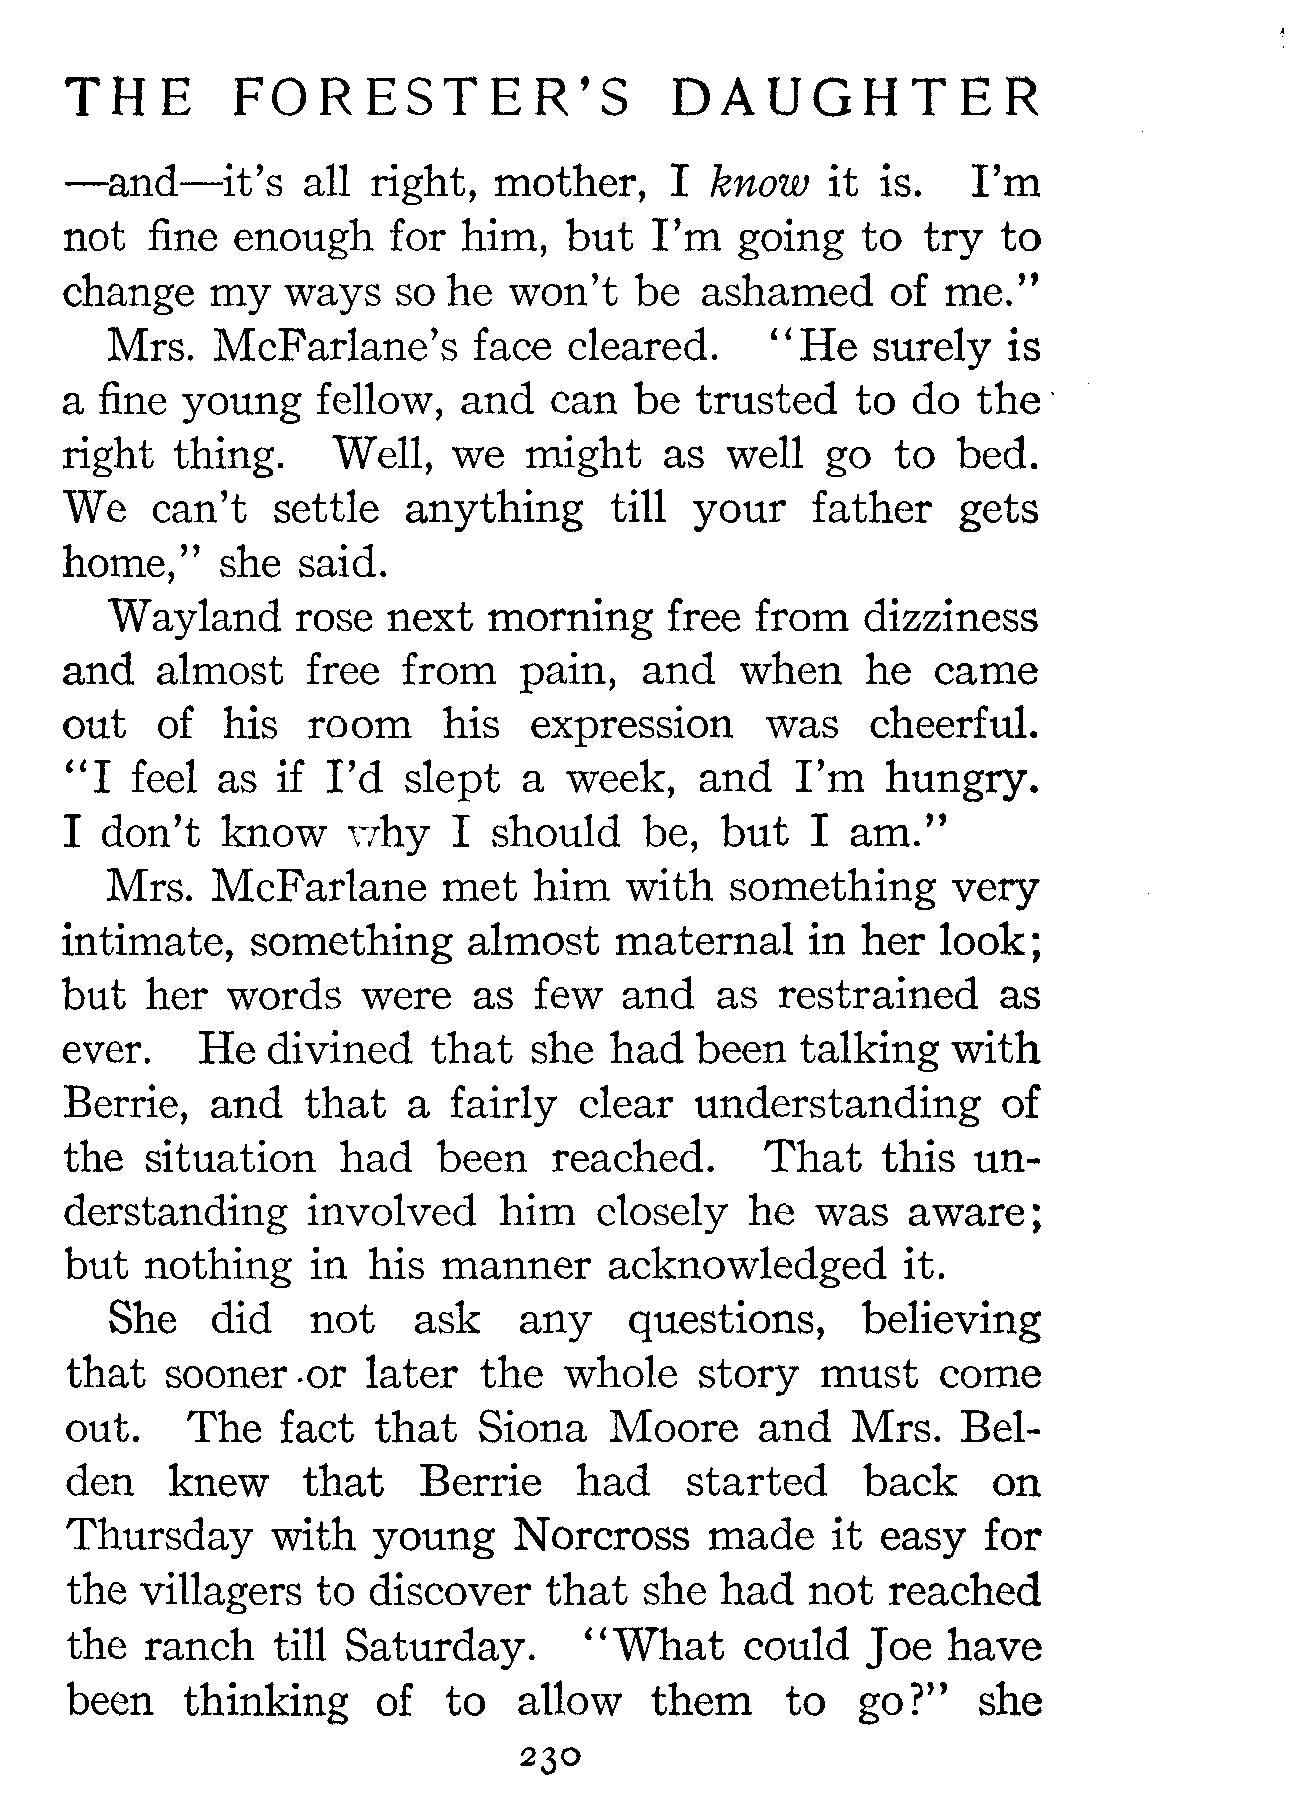 THE FORESTER'S DAUGHTER
—and—it's all right, mother, I know it is. I'm
not fine enough for him, but I'm going to try to
change my ways so he won't be ashamed of me."
Mrs. McFarlane's face cleared. "He surely is
a fine young fellow, and can be trusted to do the
right thing. Well, we might as well go to bed.
We can't settle anything till your father gets
home," she said.
Wayland rose next morning free from dizziness
and almost free from pain, and when he came
out of his room his expression was cheerful.
"I feel as if I'd slept a week, and I'm hungry.
I don't know why I should be, but I am."
Mrs. McFarlane met him with something very
intimate, something almost maternal in her look;
but her words were as few and as restrained as
ever. He divined that she had been talking with
Berrie, and that a fairly clear understanding of
the situation had been reached. That this un-
derstanding involved him closely he was aware;
but nothing in his manner acknowledged it.
She did not ask any questions, believing
that sooner or later the whole story must come
out. The fact that Siona Moore and Mrs. Bel-
den knew that Berrie had started back on
Thursday with young Norcross made it easy for
the villagers to discover that she had not reached
the ranch till Saturday. "What could Joe have
been thinking of to allow them to go?" she
230